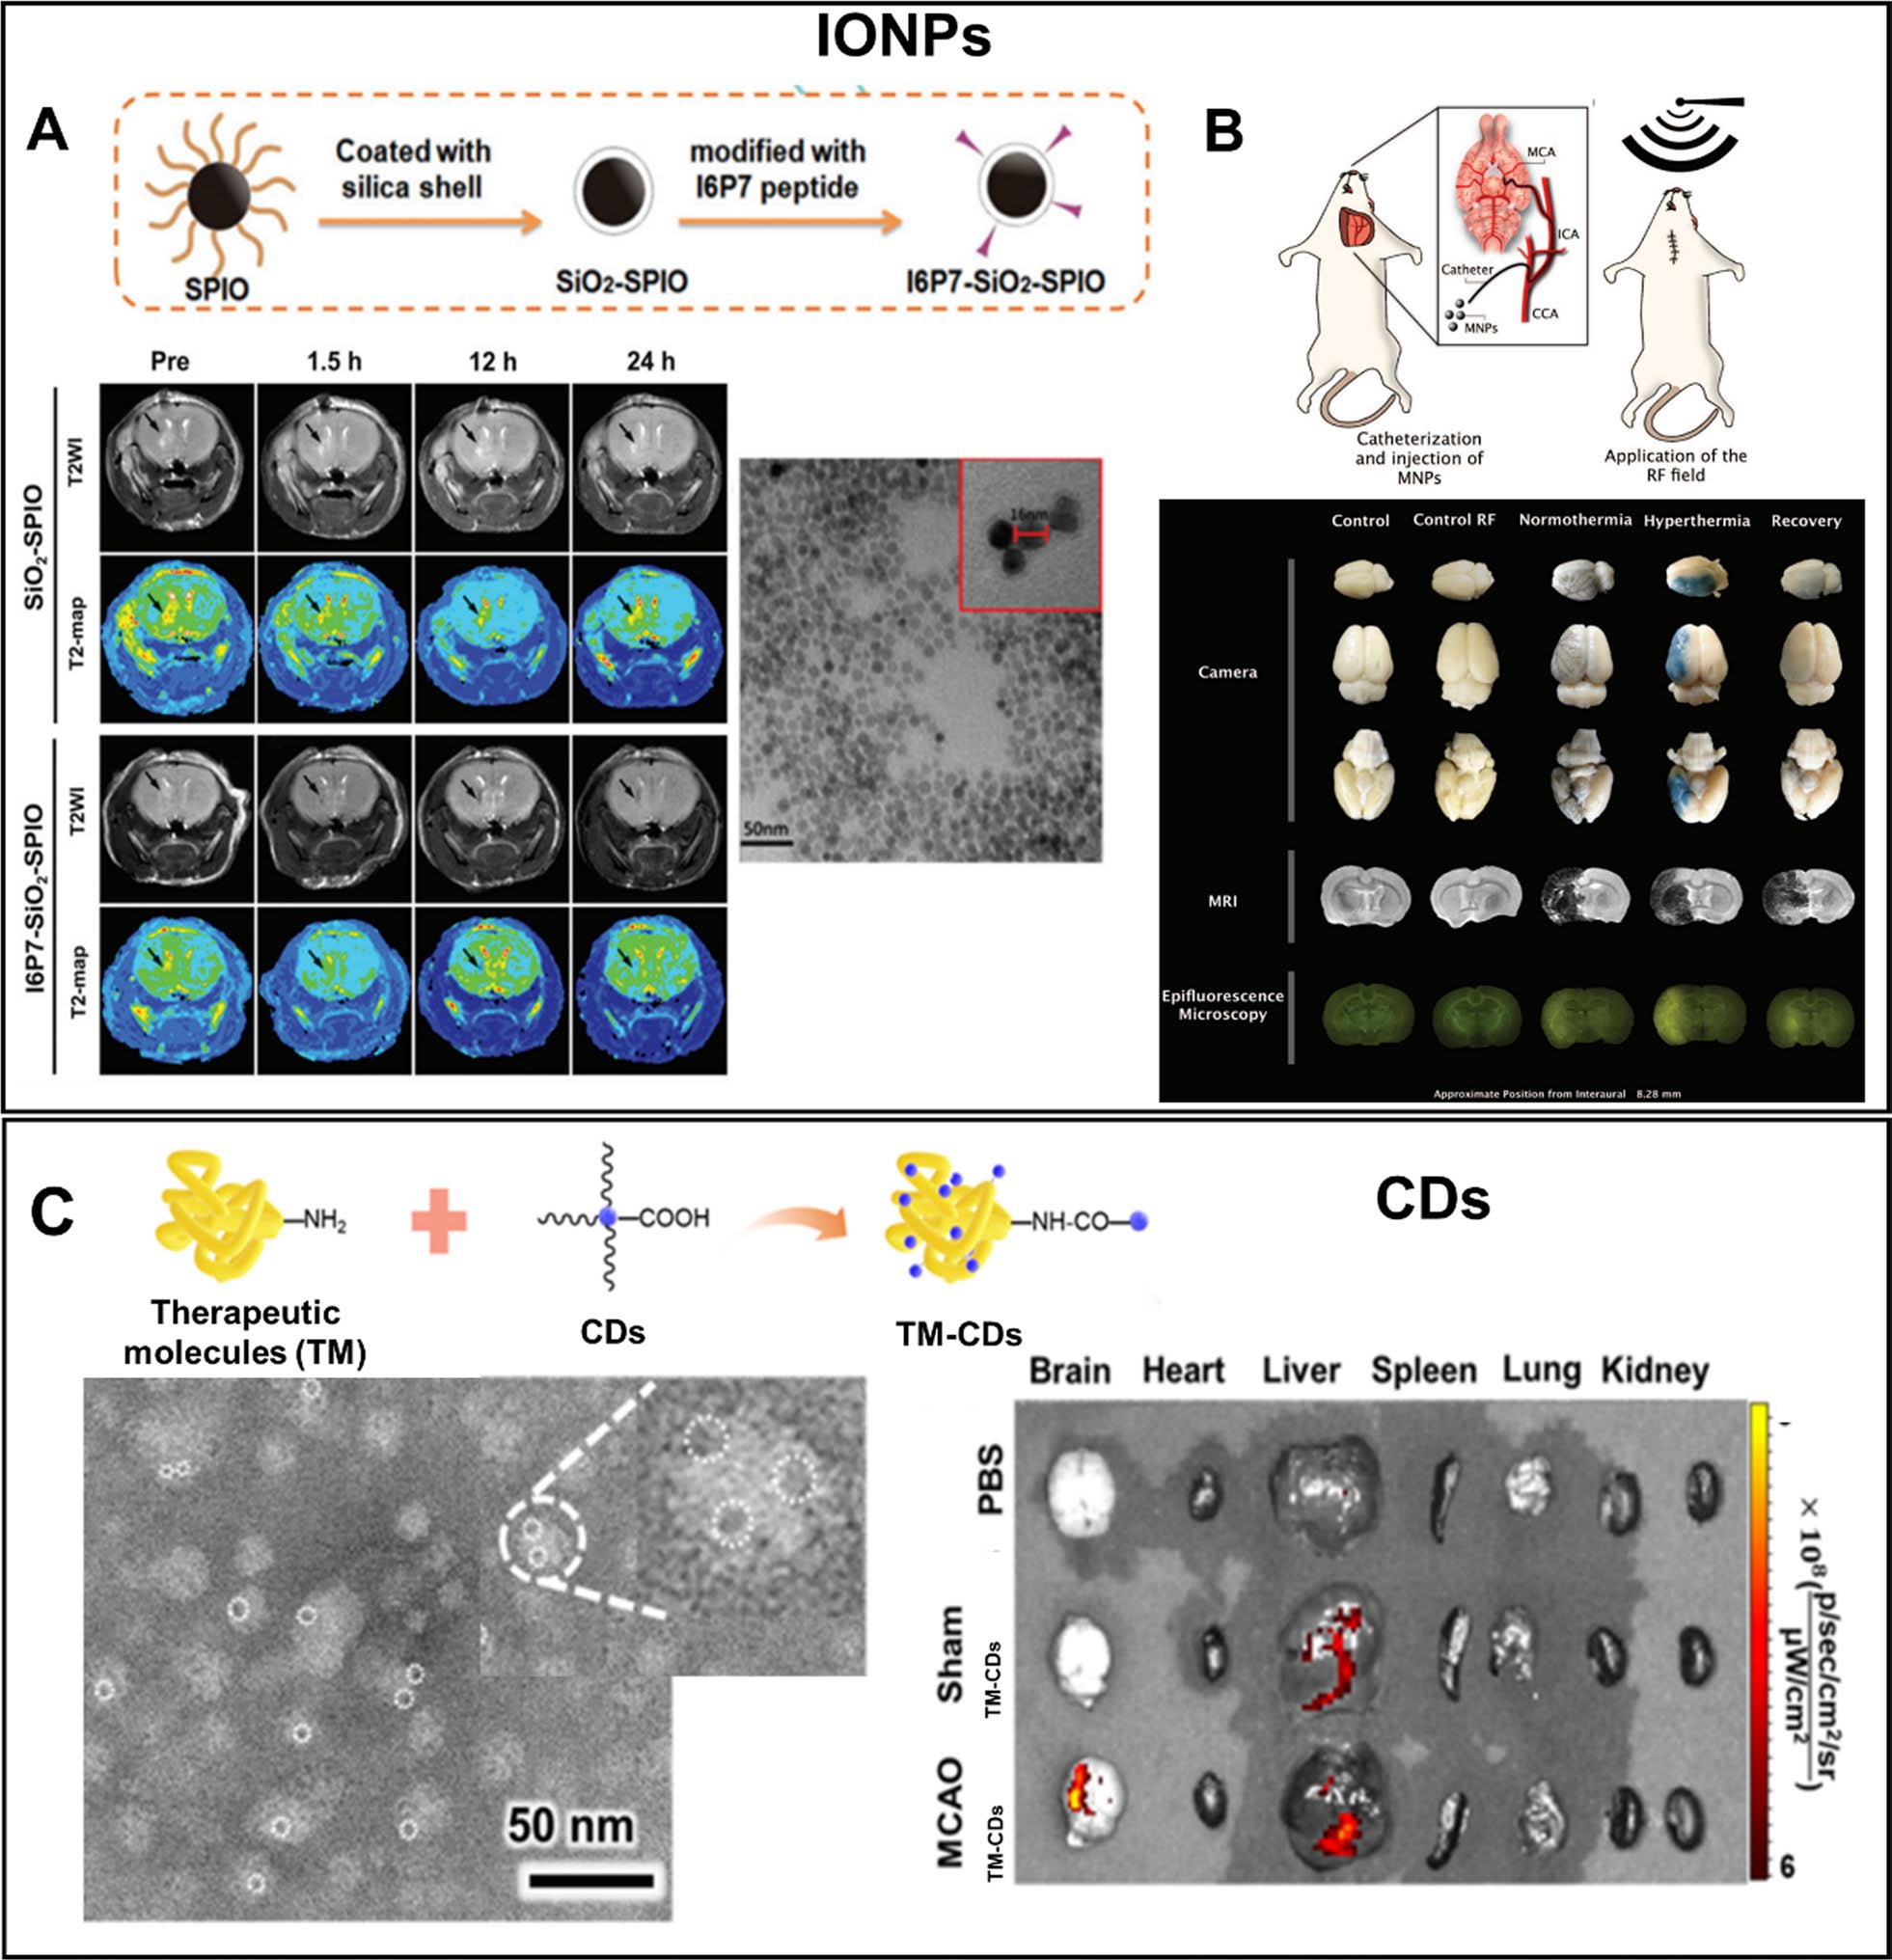 IONPs
A
Coated with
silica shell
modified with
I6P7 peptide
SPIO
SiO₂-SPIO
I6P7-SiO₂-SPIO
Pre
1.5 h
12 h
24 h
SiO₂-SPIO
T2WI
T2-map
I6P7-SiO₂-SPIO
T2WI
T2-map
16nm
50nm
B
MCA
ICA
Catheter
MNPs
CCA
Catheterization
and injection of
MNPs
Application of the
RF field
Control
Control RF
Normothermia
Hyperthermia
Recovery
Camera
MRI
Epifluorescence
Microscopy
Approximate Position from Interaural 8.28 mm
C
CDs
NH₂
COOH
NH-CO
Therapeutic
molecules (TM)
CDs
TM-CDs
50 nm
Brain
Heart
Liver
Spleen
Lung
Kidney
PBS
Sham
TM-CDs
MCAO
TM-CDs
× 10⁸(p/sec/cm²/sr
μW/cm²)
6